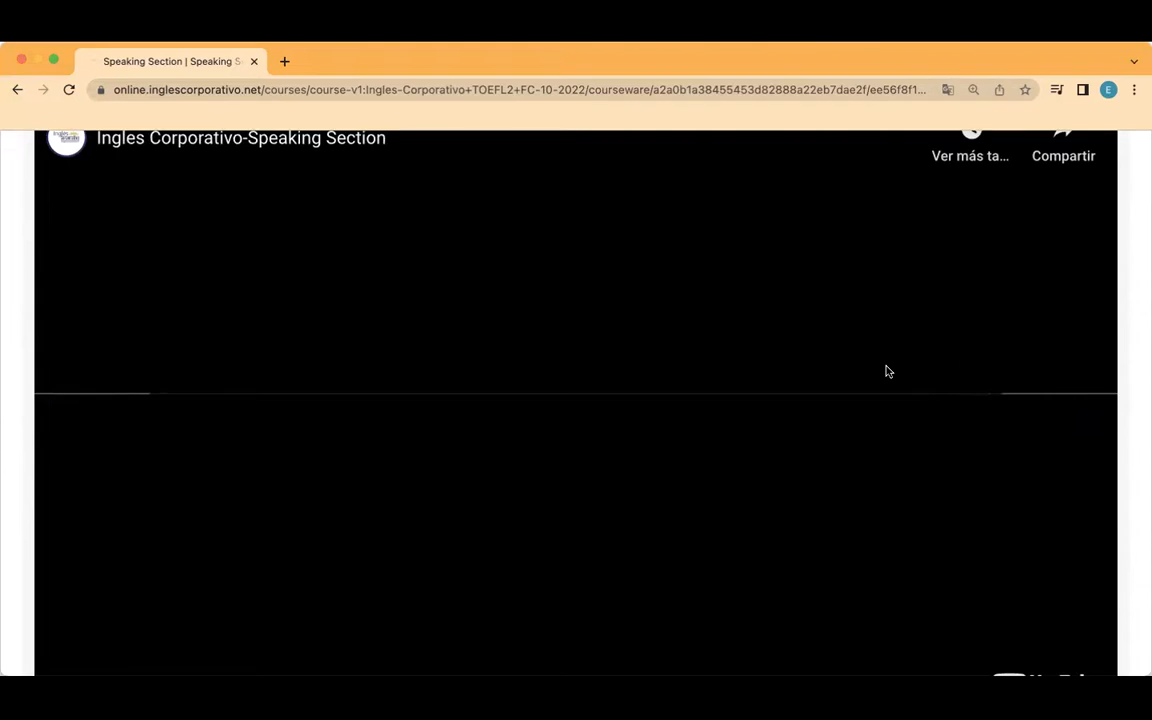 Speaking Section | Speaking S
online.inglescorporativo.net/courses/course-v1:Ingles-Corporativo+TOEFL2+FC-10-2022/courseware/a2a0b1a38455453d82888a22eb7dae2f/ee56f8f1...
E
Ingles Corporativo-Speaking Section
Ver más ta...
Compartir